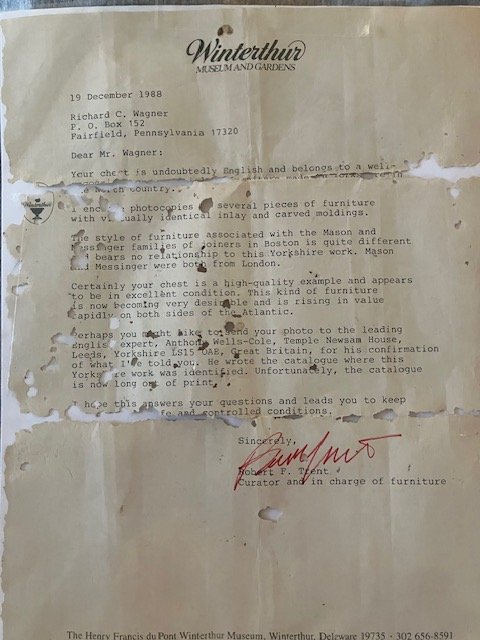 Winterthur
MUSEUM AND GARDENS
19 December 1988
Richard C. Wagner
P. O. Box 152
Fairfield, Pennsylvania 17320
Dear Mr. Wagner:
Your chest is undoubtedly English and belongs to a well-
made in
North Country.
I photocopies several pieces of furniture
with virtually identical inlay and carved moldings.
The style of furniture associated with the Mason and
Messinger families of joiners in Boston is quite different
bears no relationship to this Yorkshire work. Mason
and Messinger were both from London.
Certainly your chest is a high-quality example and appears
to be in excellent condition. This kind of furniture
is now becoming very desirable and is rising in value
rapidly on both sides of the Atlantic.
Perhaps you might like to send your photo to the leading
English expert, Anthony Wells-Cole, Temple Newsam House,
Leeds, Yorkshire LS15 OAE, Great Britain, for his confirmation
of what I've told you. He wrote the catalogue where this
Yorkshire work was identified. Unfortunately, the catalogue
is now long out of print.
I hope this answers your questions and leads you to keep
and controlled conditions.
Sincerely,
Robert F. Trent
Curator and in charge of furniture
The Henry Francis du Pont Winterthur Museum, Winterthur, Delaware 19735 · 302 656-8591